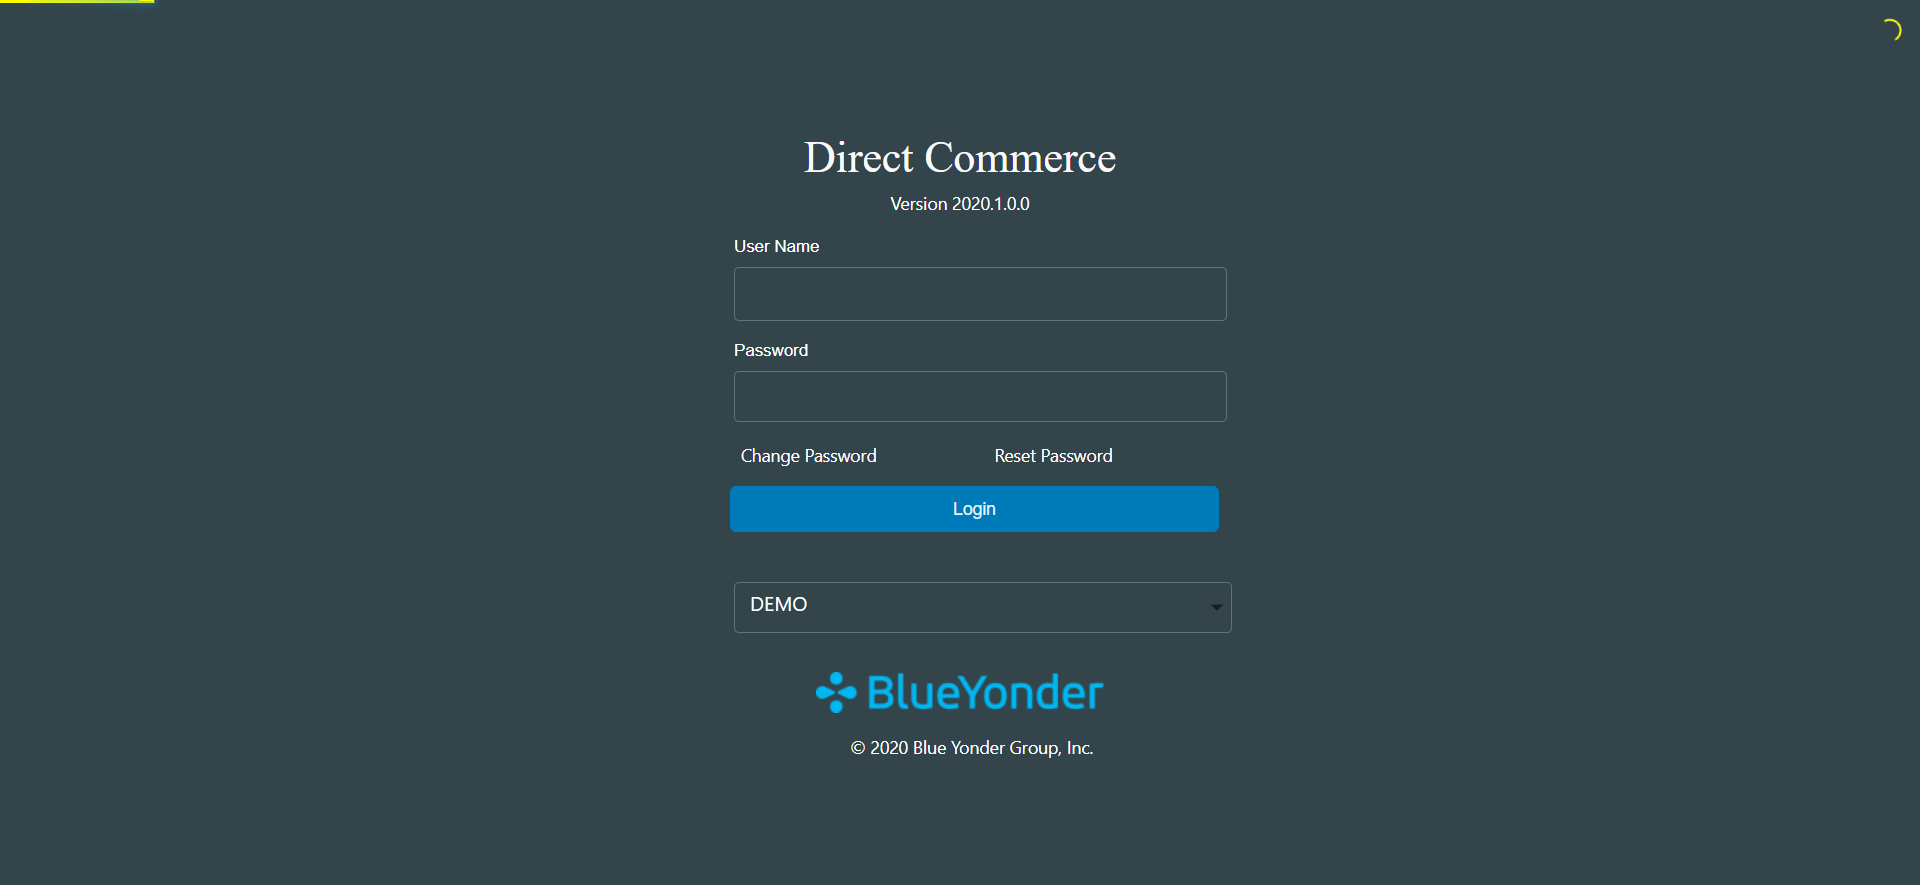 Direct Commerce
Version 2020.1.0.0
User Name
Password
Change Password Reset Password
Login
DEMO
BlueYonder
© 2020 Blue Yonder Group, Inc.